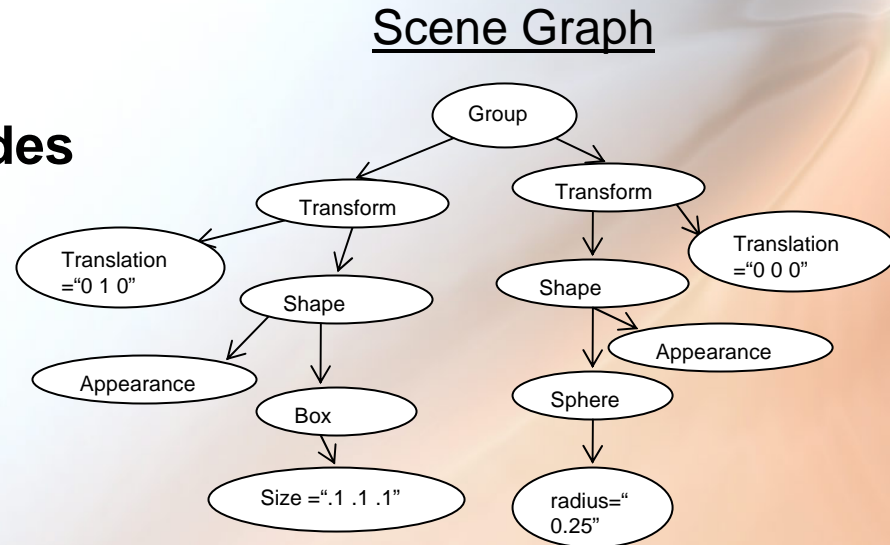 Scene Graph
des
Group
Transform
Transform
Translation
="0 1 0"
Translation
="0 0 0"
Shape
Shape
Appearance
Appearance
Box
Sphere
Size =".1 .1 .1"
radius="
0.25"